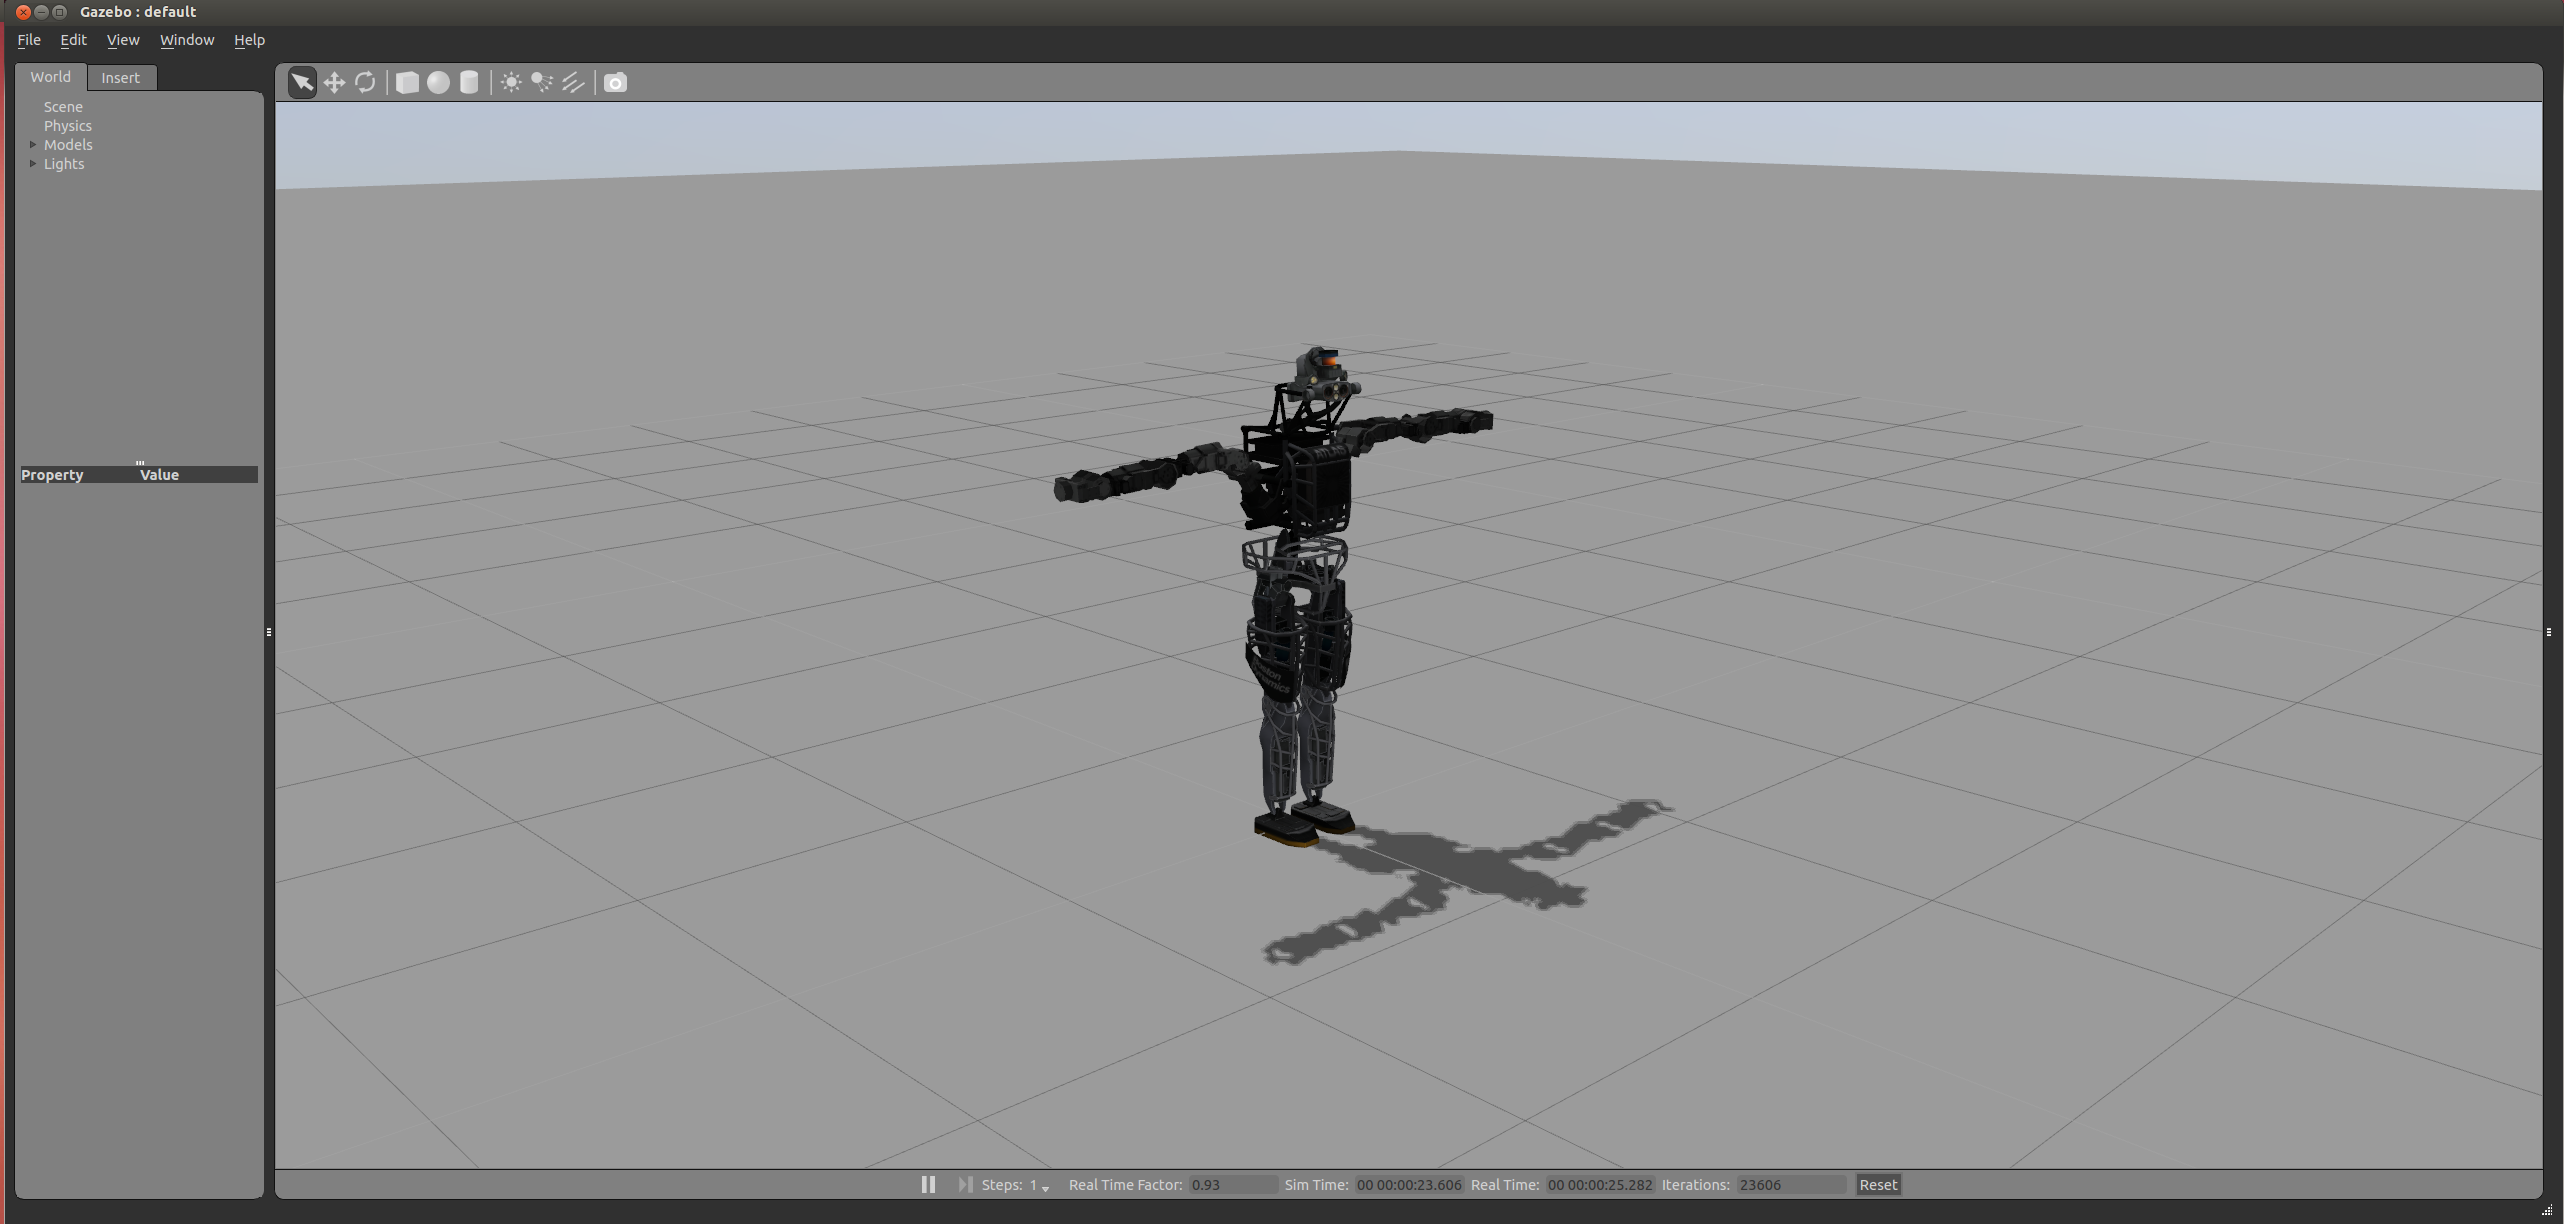 Gazebo : default
File Edit View Window Help
World Insert
Scene
Physics
Models
Lights
Property Value
ATLAS
Steps: 1 Real Time Factor: 0.93 Sim Time: 00 00:00:23.606 Real Time: 00 00:00:25.282 Iterations: 23606 Reset